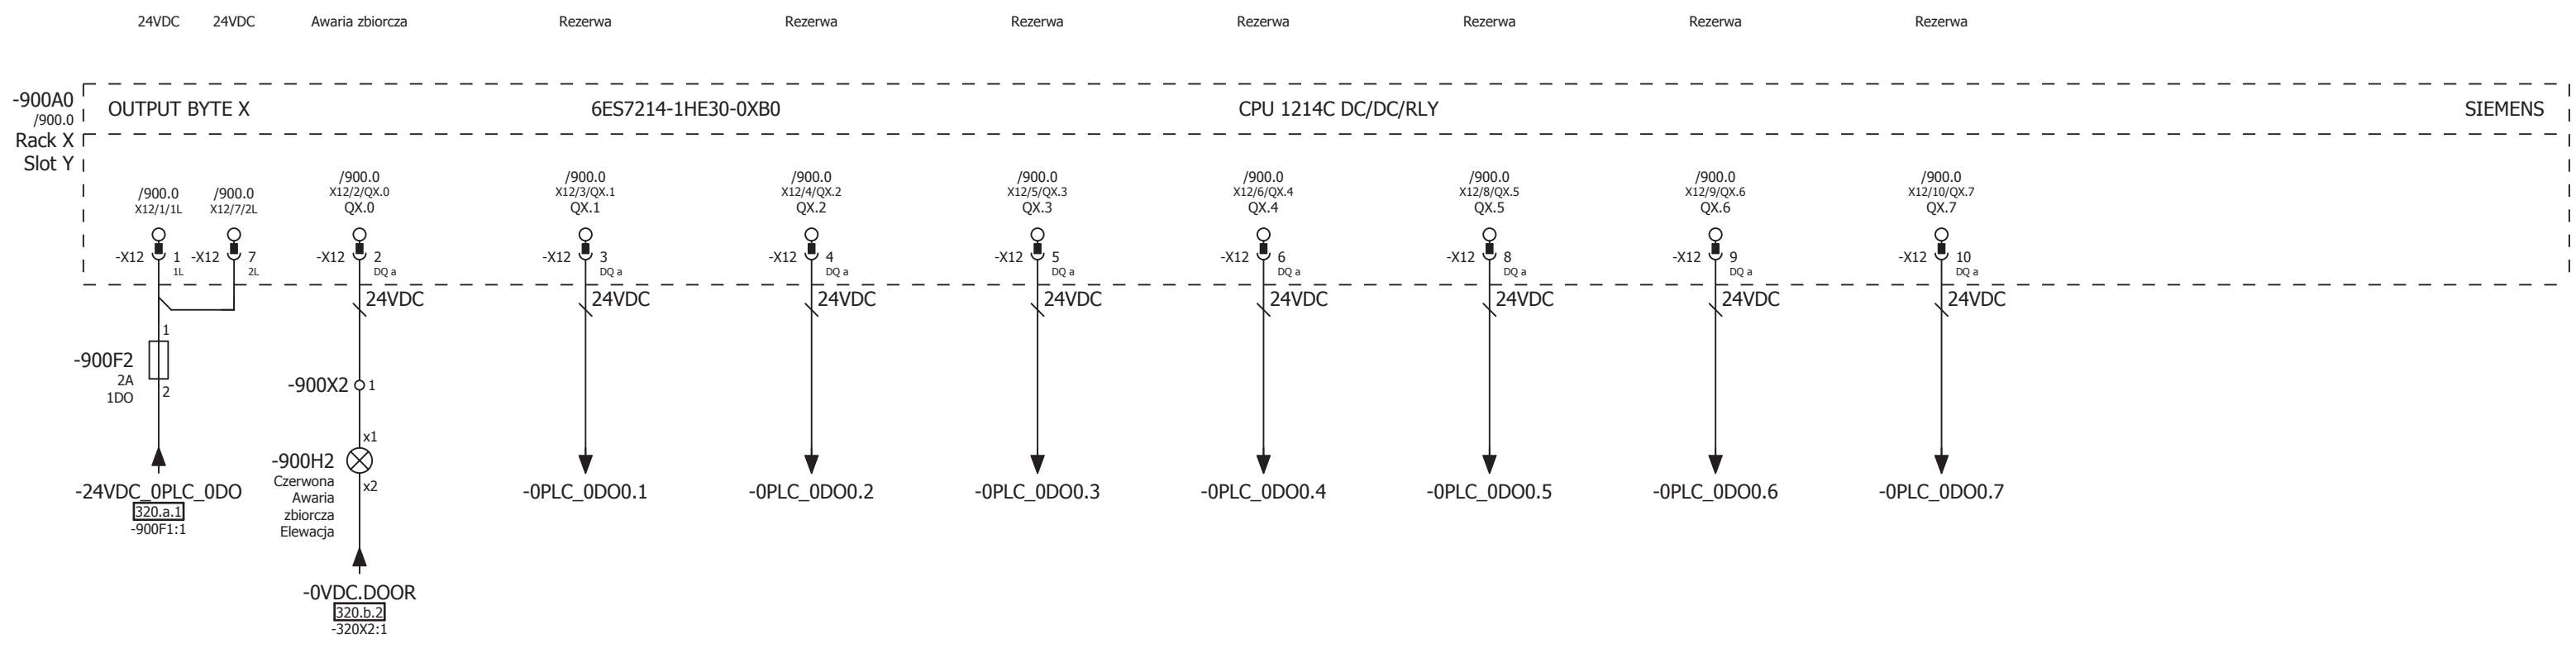 24VDC 24VDC Awaria zbiorcza Rezerwa Rezerwa Rezerwa Rezerwa Rezerwa Rezerwa Rezerwa
-900A0 OUTPUT BYTE X 6ES7214-1HE30-0XB0 CPU 1214C DC/DC/RLY SIEMENS
/900.0
Rack X
Slot Y
/900.0 /900.0 /900.0 /900.0 /900.0 /900.0 /900.0 /900.0 /900.0 /900.0
X12/1/1L X12/7/2L X12/2/QX.0 X12/3/QX.1 X12/4/QX.2 X12/5/QX.3 X12/6/QX.4 X12/8/QX.5 X12/9/QX.6 X12/10/QX.7
QX.0 QX.1 QX.2 QX.3 QX.4 QX.5 QX.6 QX.7
-X12 1 -X12 7 -X12 2 -X12 3 -X12 4 -X12 5 -X12 6 -X12 8 -X12 9 -X12 10
1L 2L DQ a DQ a DQ a DQ a DQ a DQ a DQ a DQ a
24VDC 24VDC 24VDC 24VDC 24VDC 24VDC 24VDC 24VDC
1
-900F2
2A
1DO
2
-900X2 1
x1
-900H2
Czerwona
Awaria
zbiorcza
Elewacja
x2
-24VDC_0PLC_0DO -0PLC_0DO0.1 -0PLC_0DO0.2 -0PLC_0DO0.3 -0PLC_0DO0.4 -0PLC_0DO0.5 -0PLC_0DO0.6 -0PLC_0DO0.7
320.a.1
-900F1:1
-0VDC.DOOR
320.b.2
-320X2:1